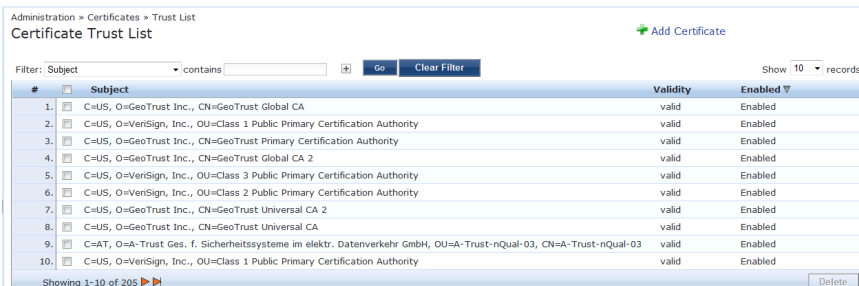 Administration » Certificates » Trust List
Certificate Trust List
Add Certificate
Filter: Subject contains + Go Clear Filter Show 10 records
# Subject Validity Enabled
1. C=US, O=GeoTrust Inc., CN=GeoTrust Global CA valid Enabled
2. C=US, O=VeriSign, Inc., OU=Class 1 Public Primary Certification Authority valid Enabled
3. C=US, O=GeoTrust Inc., CN=GeoTrust Primary Certification Authority valid Enabled
4. C=US, O=GeoTrust Inc., CN=GeoTrust Global CA 2 valid Enabled
5. C=US, O=VeriSign, Inc., OU=Class 3 Public Primary Certification Authority valid Enabled
6. C=US, O=VeriSign, Inc., OU=Class 2 Public Primary Certification Authority valid Enabled
7. C=US, O=GeoTrust Inc., CN=GeoTrust Universal CA 2 valid Enabled
8. C=US, O=GeoTrust Inc., CN=GeoTrust Universal CA valid Enabled
9. C=AT, O=A-Trust Ges. f. Sicherheitssysteme im elektr. Datenverkehr GmbH, OU=A-Trust-nQual-03, CN=A-Trust-nQual-03 valid Enabled
10. C=US, O=VeriSign, Inc., OU=Class 1 Public Primary Certification Authority valid Enabled
Showing 1-10 of 205 Delete